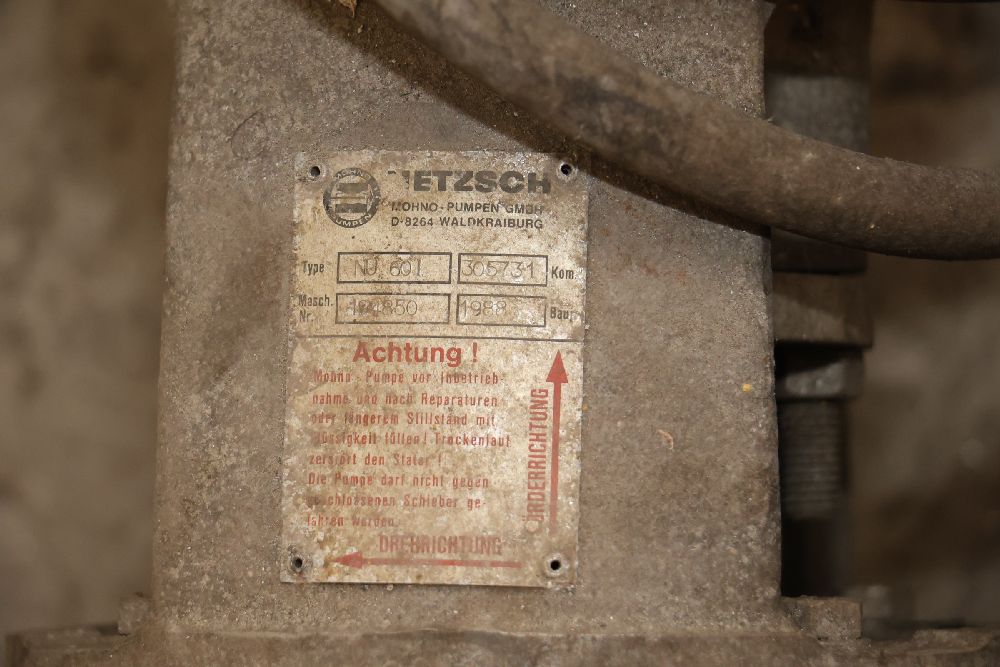 NETZSCH
MOHNO - PUMPEN GMBH
D-8264 WALDKRAIBURG
Type NU 601 305731 Kom.
Masch. Nr. 1988 Bauj.
Achtung !
Mohno - Pumpe vor Inbetrieb-
nahme und nach Reparaturen
oder längerem Stillstand mit
Flüssigkeit füllen! Trockenlauf
zerstört den Stator !
Die Pumpe darf nicht gegen
geschlossenen Schieber ge-
fahren werden.
FÖRDERRICHTUNG
DREHRICHTUNG